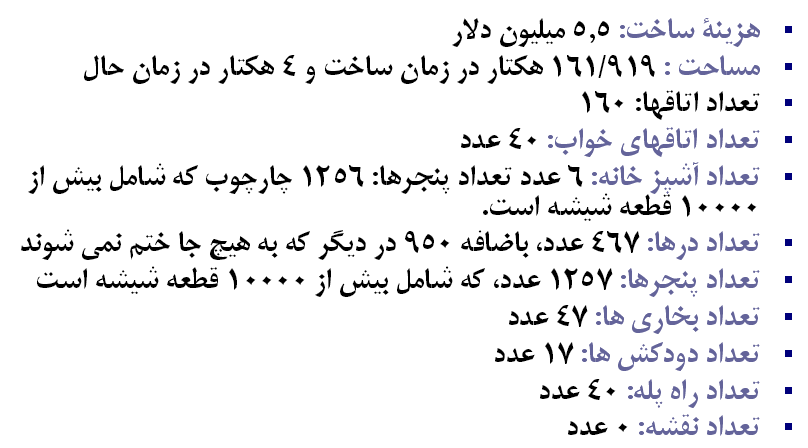 ▪ هزینهٔ ساخت: ۵٫۵ میلیون دلار
▪ مساحت : ۱۶۱/۹۱۹ هکتار در زمان ساخت و ٤ هکتار در زمان حال
▪ تعداد اتاقها: ۱۶۰
▪ تعداد اتاقهای خواب: ٤۰ عدد
▪ تعداد آشپز خانه: ۶ عدد تعداد پنجرها: ۱۲۵۶ چارچوب که شامل بیش از
۱۰۰۰۰ قطعه شیشه است.
▪ تعداد درها: ٤۶۷ عدد، باضافه ۹۵۰ در دیگر که به هیچ جا ختم نمی شوند
▪ تعداد پنجرها: ۱۲۵۷ عدد، که شامل بیش از ۱۰۰۰۰ قطعه شیشه است
▪ تعداد بخاری ها: ٤۷ عدد
▪ تعداد دودکش ها: ۱۷ عدد
▪ تعداد راه پله: ٤۰ عدد
▪ تعداد نقشه: ۰ عدد